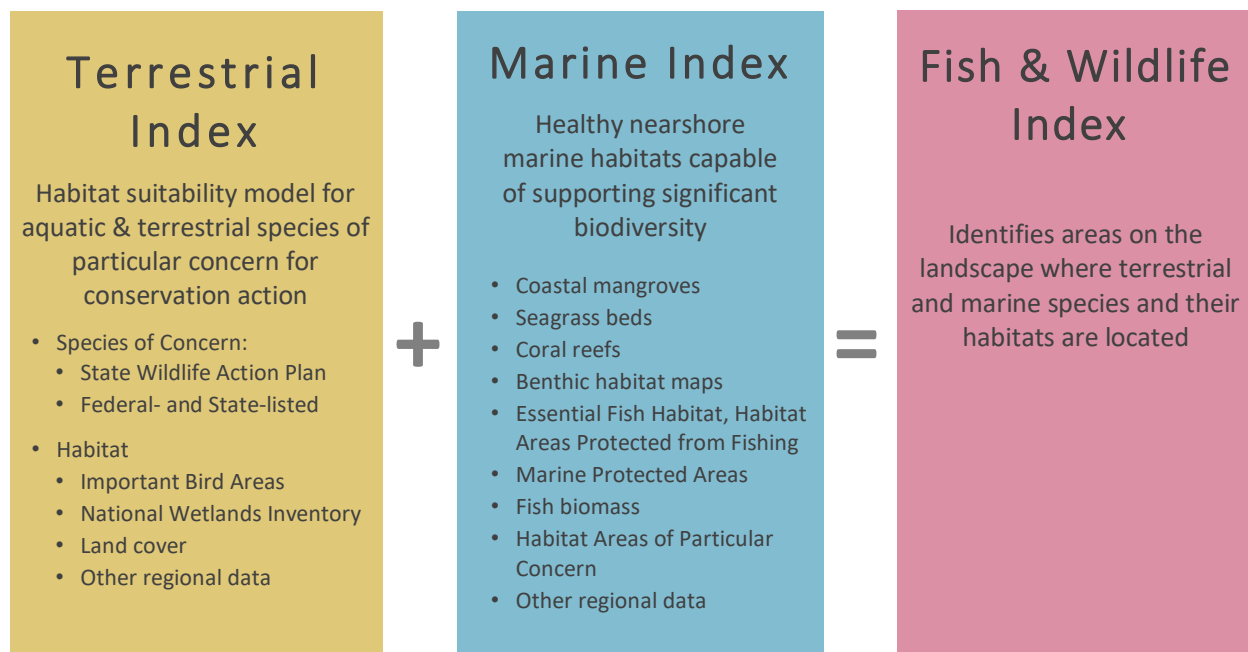 Terrestrial
Index
Habitat suitability model for
aquatic & terrestrial species of
particular concern for
conservation action
• Species of Concern:
• State Wildlife Action Plan
• Federal- and State-listed
• Habitat
• Important Bird Areas
• National Wetlands Inventory
• Land cover
• Other regional data
+
Marine Index
Healthy nearshore
marine habitats capable
of supporting significant
biodiversity
• Coastal mangroves
• Seagrass beds
• Coral reefs
• Benthic habitat maps
• Essential Fish Habitat, Habitat
Areas Protected from Fishing
• Marine Protected Areas
• Fish biomass
• Habitat Areas of Particular
Concern
• Other regional data
=
Fish & Wildlife
Index
Identifies areas on the
landscape where terrestrial
and marine species and their
habitats are located